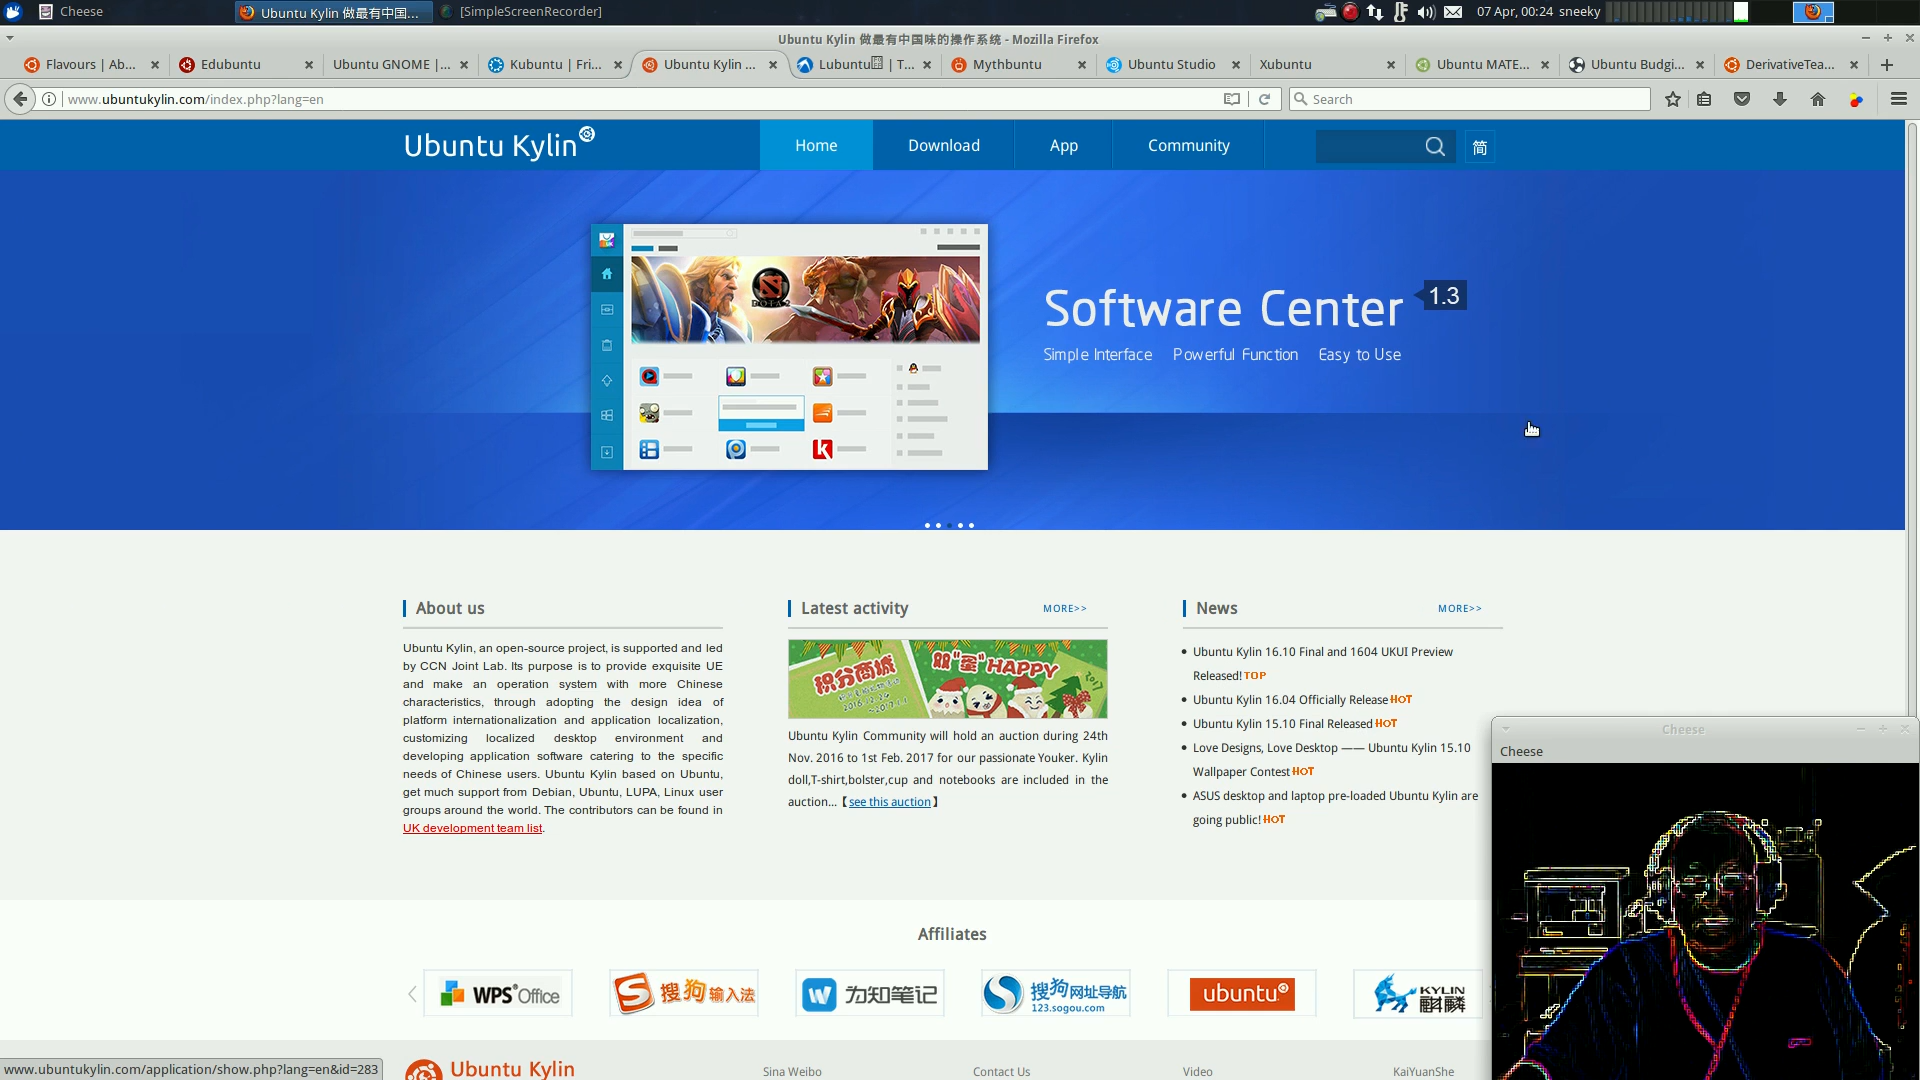 Cheese
Ubuntu Kylin 做最有中国...
[SimpleScreenRecorder]
07 Apr, 00:24 sneeky
Ubuntu Kylin 做最有中国味的操作系统 - Mozilla Firefox
Flavours | Ab...
Edubuntu
Ubuntu GNOME |...
Kubuntu | Fri...
Ubuntu Kylin ...
Lubuntu | T...
Mythbuntu
Ubuntu Studio
Xubuntu
Ubuntu MATE...
Ubuntu Budgi...
DerivativeTea...
www.ubuntukylin.com/index.php?lang=en
Search
Ubuntu Kylin
Home
Download
App
Community
简
DOTA 2
Software Center 1.3
Simple Interface Powerful Function Easy to Use
About us
Ubuntu Kylin, an open-source project, is supported and led
by CCN Joint Lab. Its purpose is to provide exquisite UE
and make an operation system with more Chinese
characteristics, through adopting the design idea of
platform internationalization and application localization,
customizing localized desktop environment and
developing application software catering to the specific
needs of Chinese users. Ubuntu Kylin based on Ubuntu,
get much support from Debian, Ubuntu, LUPA, Linux user
groups around the world. The contributors can be found in
UK development team list.
Latest activity
MORE>>
积分商城
双"蛋"HAPPY
2017
Ubuntu Kylin Community will hold an auction during 24th
Nov. 2016 to 1st Feb. 2017 for our passionate Youker. Kylin
doll,T-shirt,bolster,cup and notebooks are included in the
auction...【see this auction】
News
MORE>>
Ubuntu Kylin 16.10 Final and 1604 UKUI Preview
Released! TOP
Ubuntu Kylin 16.04 Officially Release HOT
Ubuntu Kylin 15.10 Final Released HOT
Love Designs, Love Desktop —— Ubuntu Kylin 15.10
Wallpaper Contest HOT
ASUS desktop and laptop pre-loaded Ubuntu Kylin are
going public! HOT
Cheese
Cheese
Affiliates
WPS Office
搜狗输入法
为知笔记
搜狗网址导航
123.sogou.com
ubuntu
KYLIN
麒麟
www.ubuntukylin.com/application/show.php?lang=en&id=283
Ubuntu Kylin
Sina Weibo
Contact Us
Video
KaiYuanShe